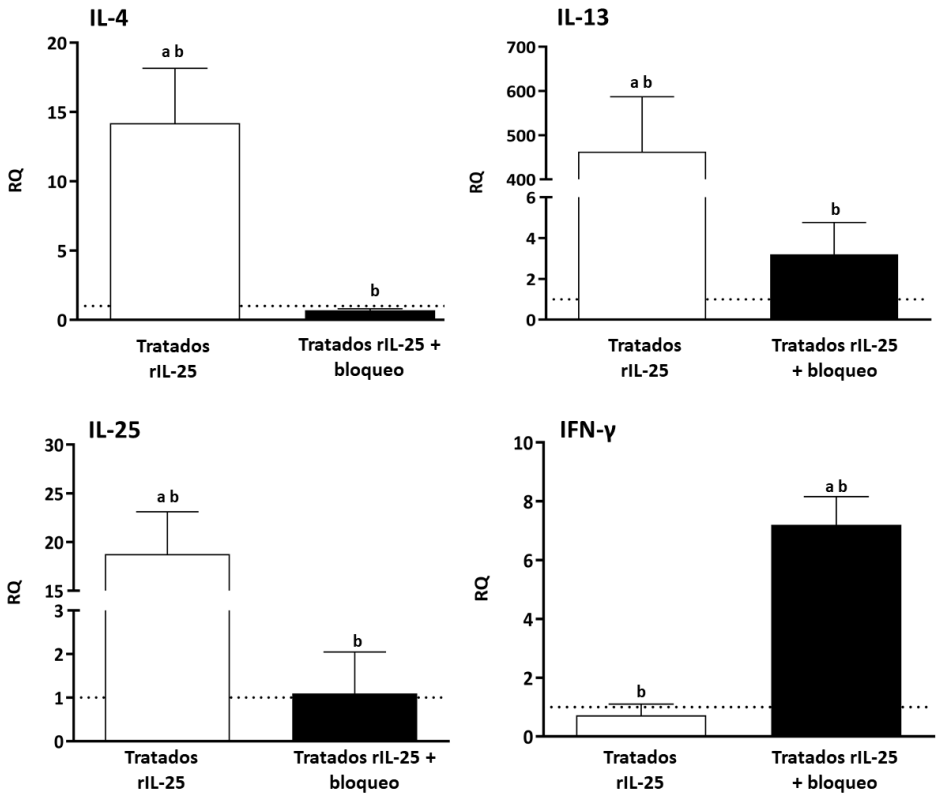 IL-4
20
15
10
5
0
RQ
a b
b
Tratados
rIL-25
Tratados rIL-25 +
bloqueo
IL-13
700
600
500
400
6
4
2
0
RQ
a b
b
Tratados
rIL-25
Tratados rIL-25
+ bloqueo
IL-25
30
25
20
15
3
2
1
0
RQ
a b
b
Tratados
rIL-25
Tratados rIL-25 +
bloqueo
IFN-γ
10
8
6
4
2
0
RQ
b
a b
Tratados
rIL-25
Tratados rIL-25
+ bloqueo